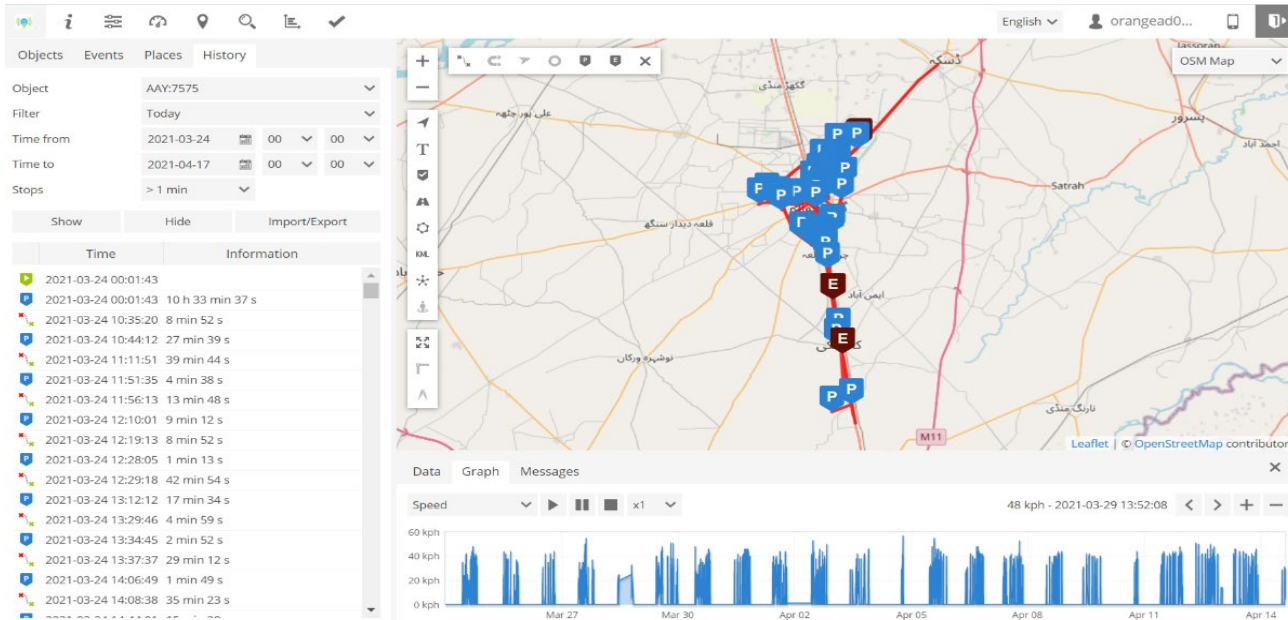 English
orangead0...
Objects Events Places History
Object AAY:7575
Filter Today
Time from 2021-03-24 00 00
Time to 2021-04-17 00 00
Stops > 1 min
Show Hide Import/Export
Time Information
2021-03-24 00:01:43
2021-03-24 00:01:43 10 h 33 min 37 s
2021-03-24 10:35:20 8 min 52 s
2021-03-24 10:44:12 27 min 39 s
2021-03-24 11:11:51 39 min 44 s
2021-03-24 11:51:35 4 min 38 s
2021-03-24 11:56:13 13 min 48 s
2021-03-24 12:10:01 9 min 12 s
2021-03-24 12:19:13 8 min 52 s
2021-03-24 12:28:05 1 min 13 s
2021-03-24 12:29:18 42 min 54 s
2021-03-24 13:12:12 17 min 34 s
2021-03-24 13:29:46 4 min 59 s
2021-03-24 13:34:45 2 min 52 s
2021-03-24 13:37:37 29 min 12 s
2021-03-24 14:06:49 1 min 49 s
2021-03-24 14:08:38 35 min 23 s
T
KML
OSM Map
ڈسکہ
گکھڑ منڈی
علی پور چٹھہ
پسرور
احمد آباد
P P
P
P
P P P P
Satrah
قلعہ دیدار سنگھ
P
P
E
ایمن آباد
P
E
نوشہرہ ورکاں
P P
نارنگ منڈی
M11
Leaflet | © OpenStreetMap contributor
Data Graph Messages
Speed x1 48 kph - 2021-03-29 13:52:08
60 kph
40 kph
20 kph
0 kph
Mar 27 Mar 30 Apr 02 Apr 05 Apr 08 Apr 11 Apr 14